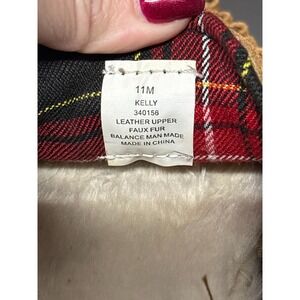 11M
KELLY
340156
LEATHER UPPER
FAUX FUR
BALANCE MAN MADE
MADE IN CHINA